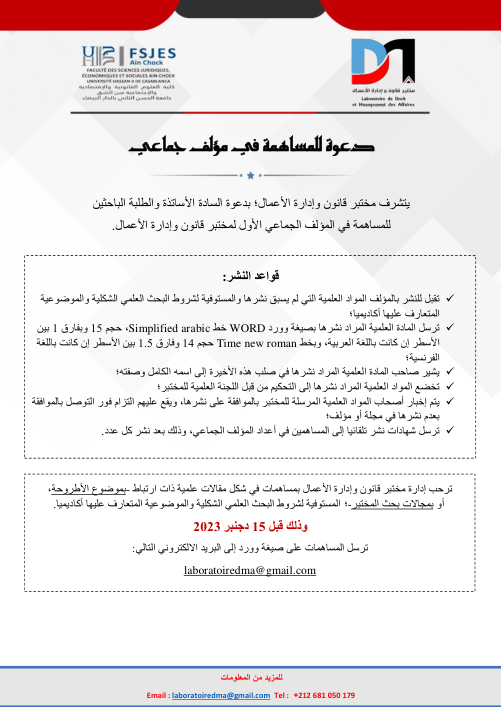 FSJES
Ain Chock
FACULTÉ DES SCIENCES JURIDIQUES,
ÉCONOMIQUES ET SOCIALES AIN CHOCK
UNIVERSITÉ HASSAN II DE CASABLANCA
كلية العلوم القانونية والاقتصادية
والاجتماعية عين الشق
جامعة الحسن الثاني بالدار البيضاء
مختبر قانون و إدارة الأعمال
Laboratoire de Droit
et Management des Affaires
دعوة للمساهمة في مؤلف جماعي
يتشرف مختبر قانون وإدارة الأعمال؛ بدعوة السادة الأساتذة والطلبة الباحثين
للمساهمة في المؤلف الجماعي الأول لمختبر قانون وإدارة الأعمال.
قواعد النشر:
✓ تقبل للنشر بالمؤلف المواد العلمية التي لم يسبق نشرها والمستوفية لشروط البحث العلمي الشكلية والموضوعية
المتعارف عليها أكاديميا؛
✓ ترسل المادة العلمية المراد نشرها بصيغة وورد WORD خط Simplified arabic، حجم 15 وبفارق 1 بين
الأسطر إن كانت باللغة العربية، وبخط Time new roman حجم 14 وفارق 1.5 بين الأسطر إن كانت باللغة
الفرنسية؛
✓ يشير صاحب المادة العلمية المراد نشرها في صلب هذه الأخيرة إلى اسمه الكامل وصفته؛
✓ تخضع المواد العلمية المراد نشرها إلى التحكيم من قبل اللجنة العلمية للمختبر؛
✓ يتم إخبار أصحاب المواد العلمية المرسلة للمختبر بالموافقة على نشرها، ويقع عليهم التزام فور التوصل بالموافقة
بعدم نشرها في مجلة أو مؤلف؛
✓ ترسل شهادات نشر تلقائيا إلى المساهمين في أعداد المؤلف الجماعي، وذلك بعد نشر كل عدد.
ترحب إدارة مختبر قانون وإدارة الأعمال بمساهمات في شكل مقالات علمية ذات ارتباط -بموضوع الأطروحة،
أو بمجالات بحث المختبر-؛ المستوفية لشروط البحث العلمي الشكلية والموضوعية المتعارف عليها أكاديميا.
وذلك قبل 15 دجنبر 2023
ترسل المساهمات على صيغة وورد إلى البريد الالكتروني التالي:
laboratoiredma@gmail.com
للمزيد من المعلومات
Email : laboratoiredma@gmail.com Tel : +212 681 050 179